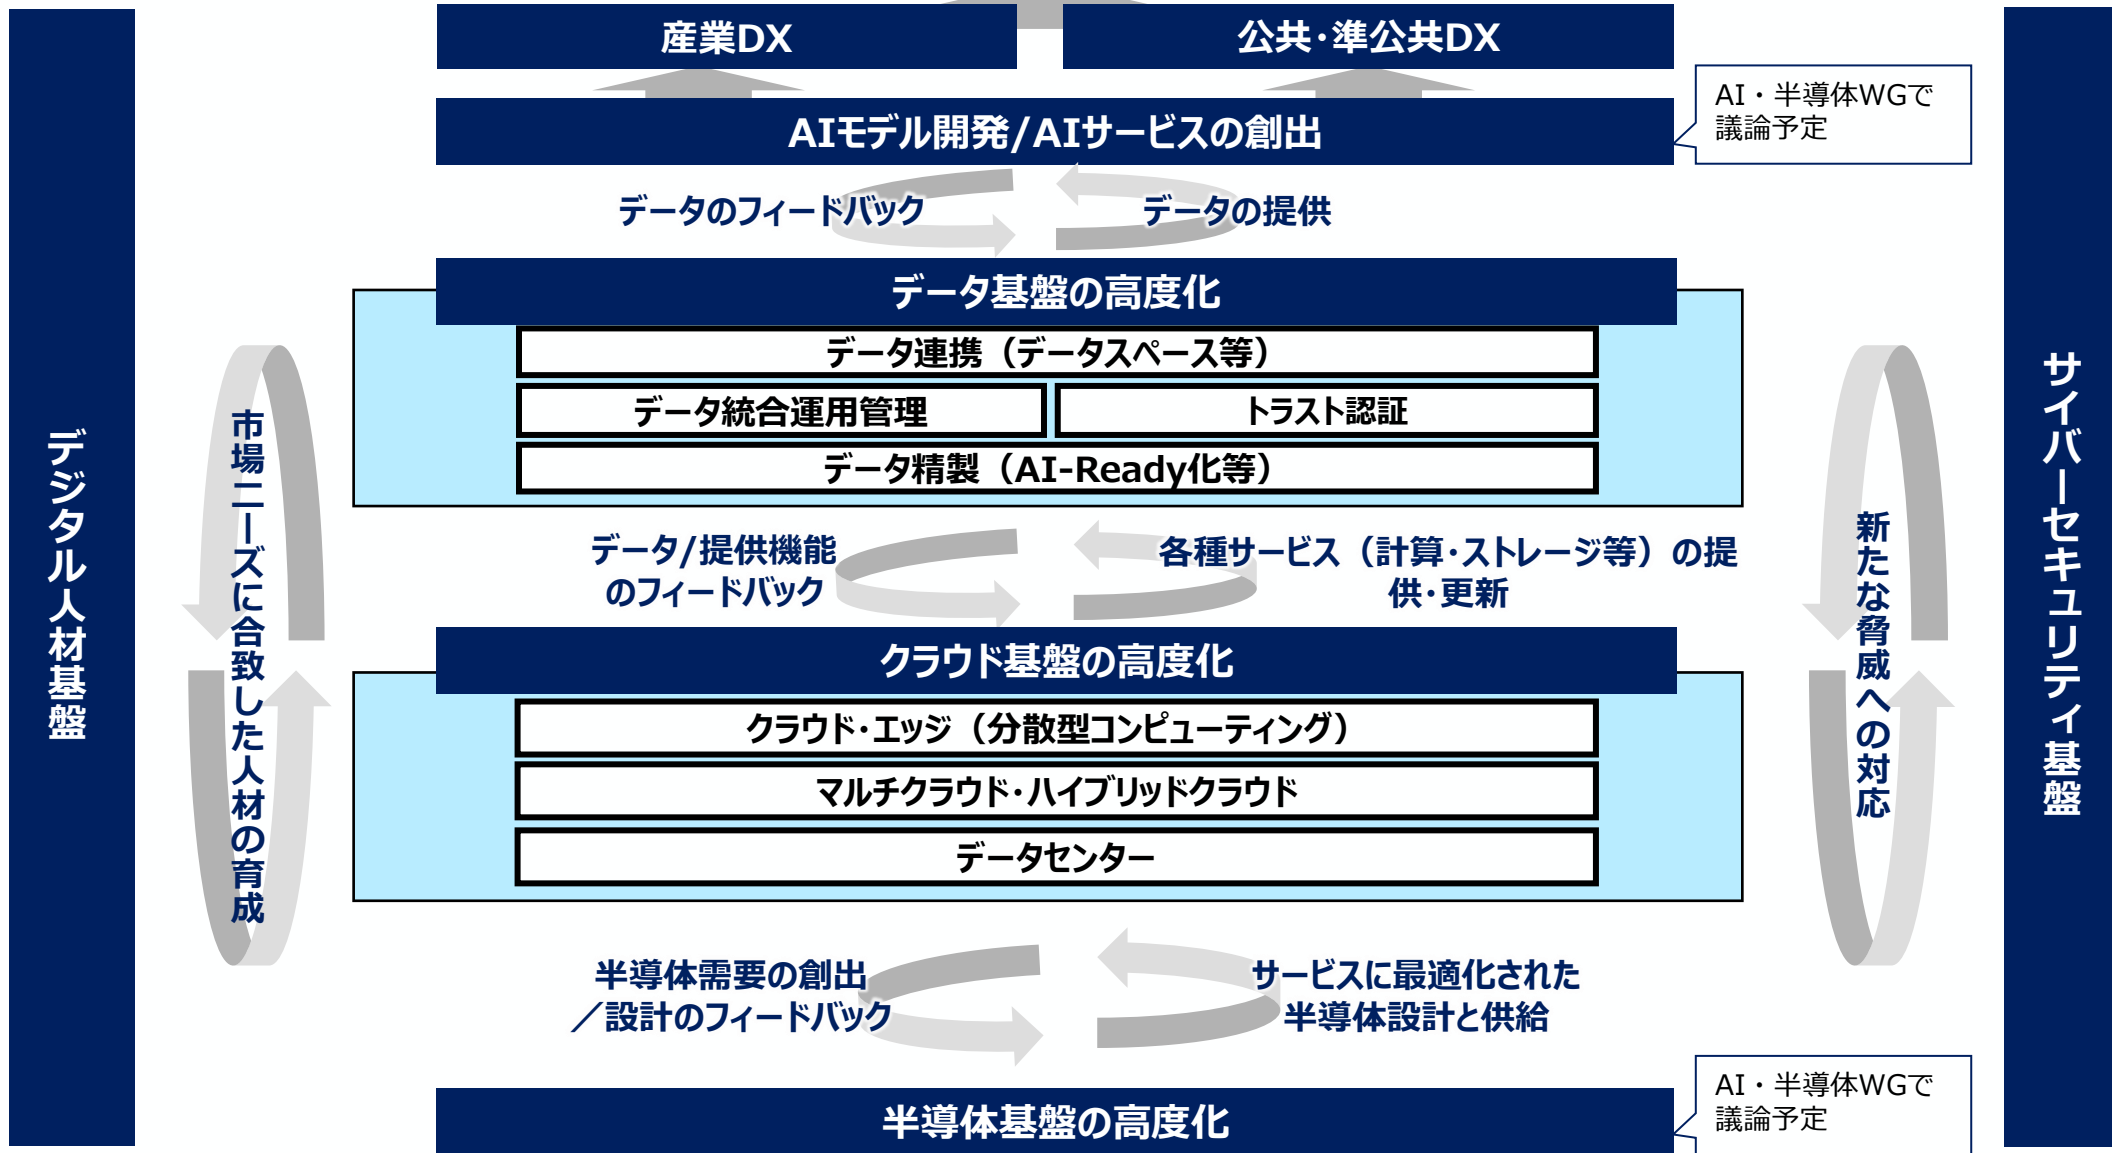 産業DX
公共・準公共DX
AIモデル開発/AIサービスの創出
AI・半導体WGで
議論予定
データのフィードバック
データの提供
データ基盤の高度化
データ連携（データスペース等）
データ統合運用管理
トラスト認証
データ精製（AI-Ready化等）
データ/提供機能
のフィードバック
各種サービス（計算・ストレージ等）の提
供・更新
クラウド基盤の高度化
クラウド・エッジ（分散型コンピューティング）
マルチクラウド・ハイブリッドクラウド
データセンター
半導体需要の創出
／設計のフィードバック
サービスに最適化された
半導体設計と供給
半導体基盤の高度化
AI・半導体WGで
議論予定
デジタル人材基盤
市場ニーズに合致した人材の育成
新たな脅威への対応
サイバーセキュリティ基盤